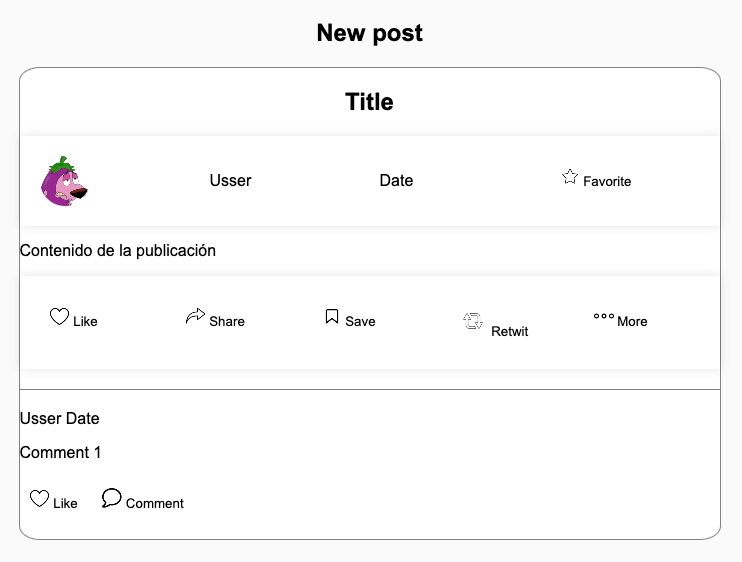 New post
Title
Usser Date Favorite
Contenido de la publicación
Like Share Save Retwit More
Usser Date
Comment 1
Like Comment